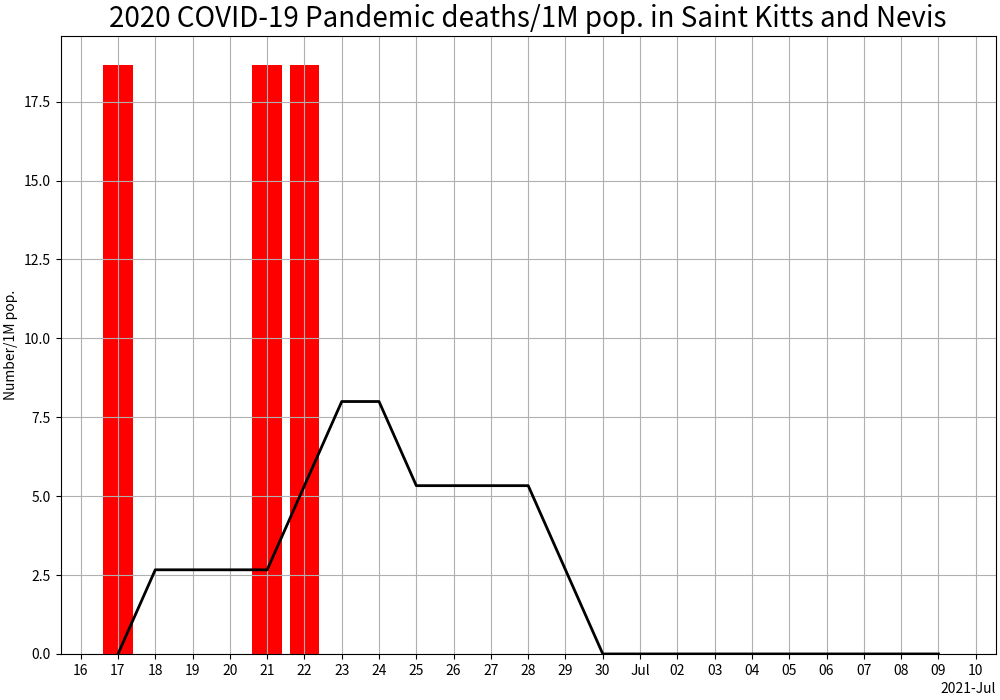 2020 COVID-19 Pandemic deaths/1M pop. in Saint Kitts and Nevis
Number/1M pop.
17.5
15.0
12.5
10.0
7.5
5.0
2.5
0.0
16 17 18 19 20 21 22 23 24 25 26 27 28 29 30 Jul 02 03 04 05 06 07 08 09 10
2021-Jul